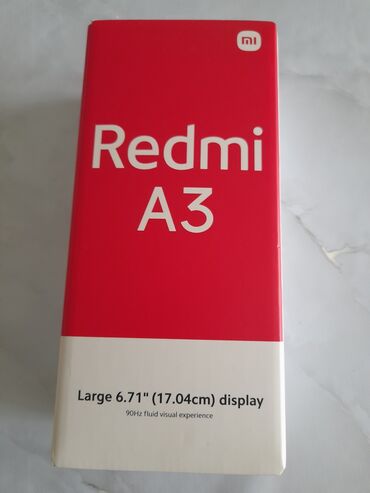 mi
Redmi
A3
Large 6.71" (17.04cm) display
90Hz fluid visual experience